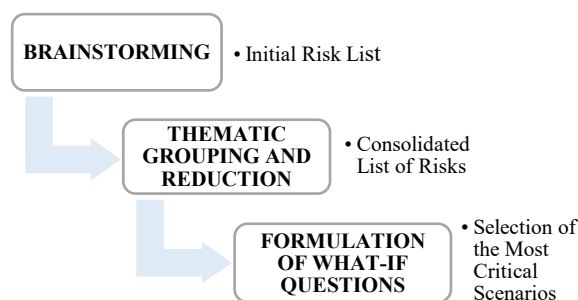 BRAINSTORMING
• Initial Risk List
THEMATIC
GROUPING AND
REDUCTION
• Consolidated
List of Risks
FORMULATION
OF WHAT-IF
QUESTIONS
• Selection of
the Most
Critical
Scenarios